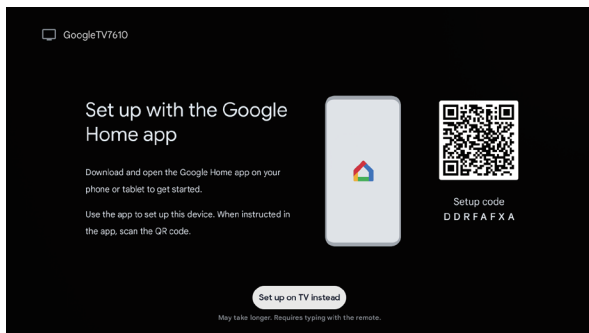 GoogleTV7610
Set up with the Google
Home app
Download and open the Google Home app on your
phone or tablet to get started.
Use the app to set up this device. When instructed in
the app, scan the QR code.
Setup code
DDRFAFXA
Set up on TV instead
May take longer. Requires typing with the remote.